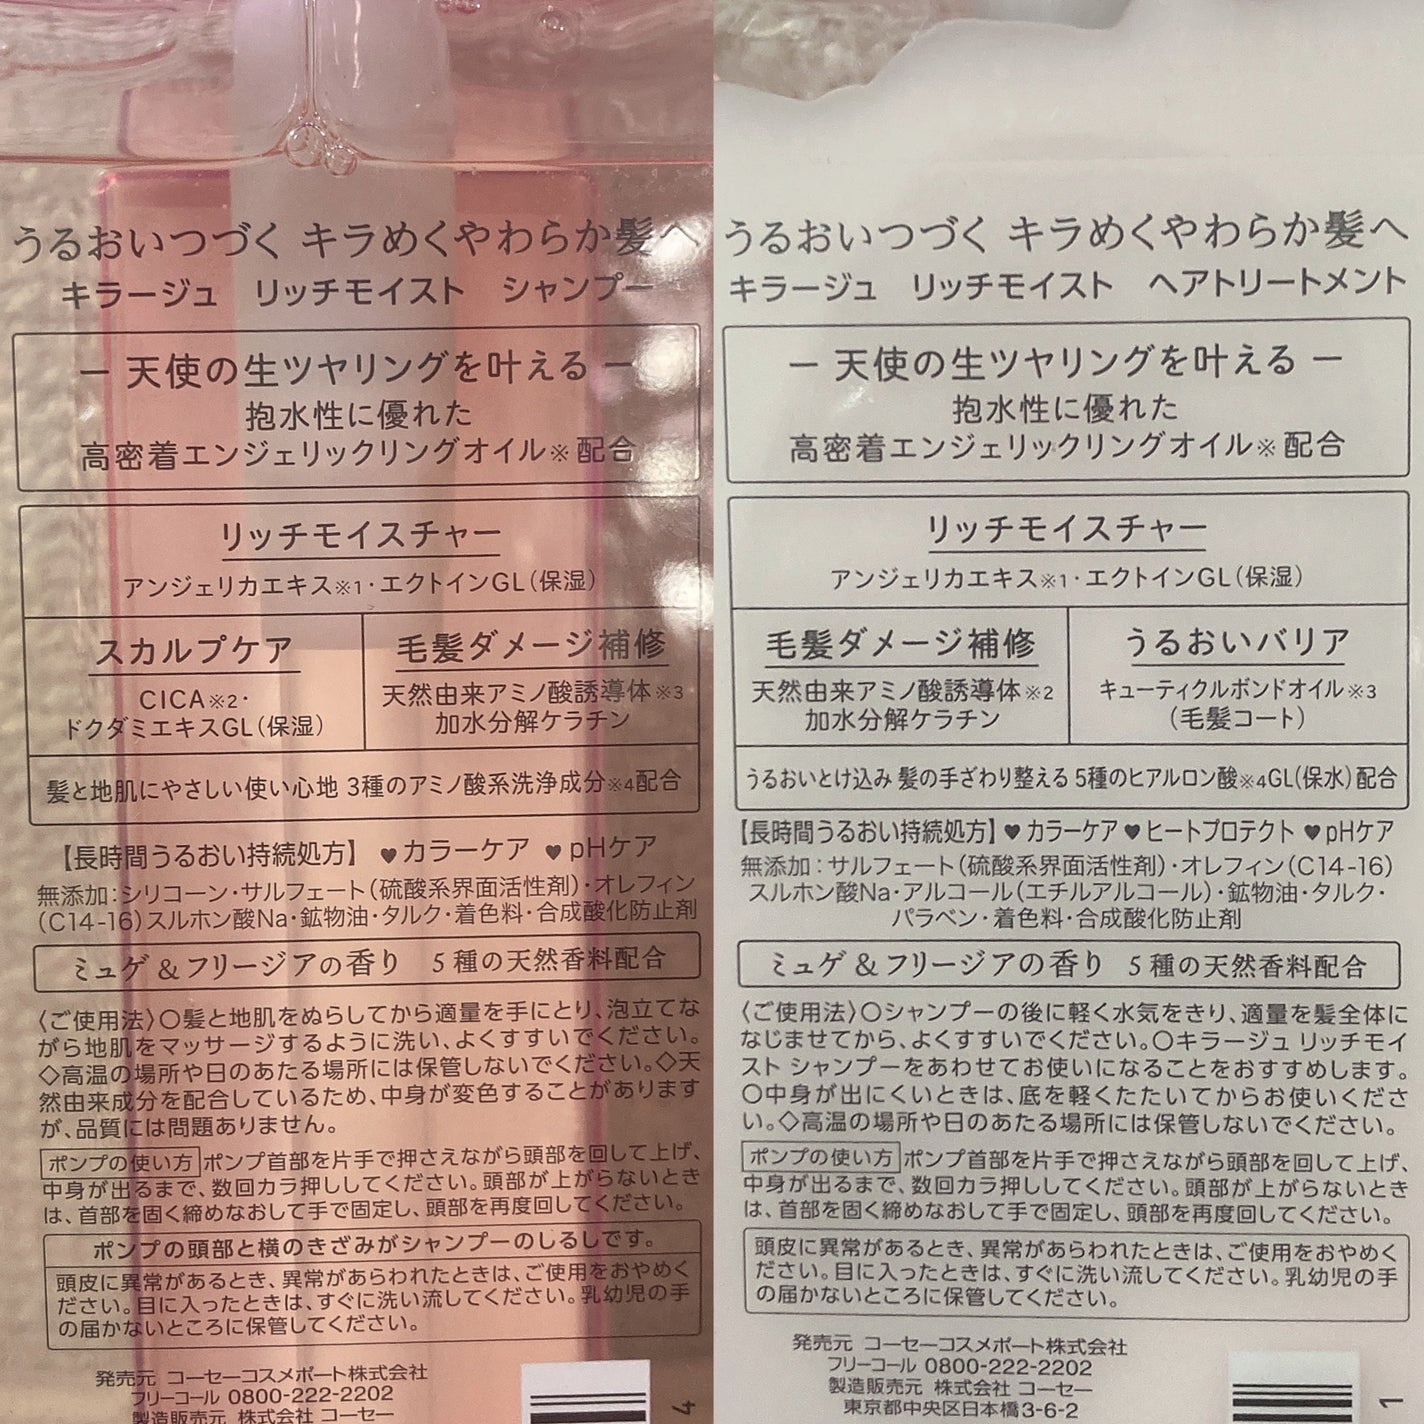 うるおいつづく キラめくやわらか髪へ
キラージュ リッチモイスト シャンプー
ー 天使の生ツヤリングを叶える ー
抱水性に優れた
高密着エンジェリックリングオイル※配合
リッチモイスチャー
アンジェリカエキス※1・エクトインGL(保湿)
スカルプケア
CICA※2・
ドクダミエキスGL(保湿)
毛髪ダメージ補修
天然由来アミノ酸誘導体※3
加水分解ケラチン
髪と地肌にやさしい使い心地 3種のアミノ酸系洗浄成分※4配合
【長時間うるおい持続処方】 ♥カラーケア ♥pHケア
無添加:シリコーン・サルフェート(硫酸系界面活性剤)・オレフィン
(C14-16)スルホン酸Na・鉱物油・タルク・着色料・合成酸化防止剤
ミュゲ&フリージアの香り 5種の天然香料配合
〈ご使用法〉○髪と地肌をぬらしてから適量を手にとり、泡立てな
がら地肌をマッサージするように洗い、よくすすいでください。
◇高温の場所や日のあたる場所には保管しないでください。◇天
然由来成分を配合しているため、中身が変色することがあります
が、品質には問題ありません。
ポンプの使い方 ポンプ首部を片手で押さえながら頭部を回して上げ、
中身が出るまで、数回カラ押ししてください。頭部が上がらないとき
は、首部を固く締めなおして手で固定し、頭部を再度回してください。
ポンプの頭部と横のきざみがシャンプーのしるしです。
頭皮に異常があるとき、異常があらわれたときは、ご使用をおやめく
ださい。目に入ったときは、すぐに洗い流してください。乳幼児の手
の届かないところに保管してください。
発売元 コーセーコスメポート株式会社
フリーコール 0800-222-2202
製造販売元 株式会社 コーセー
4
うるおいつづく キラめくやわらか髪へ
キラージュ リッチモイスト ヘアトリートメント
ー 天使の生ツヤリングを叶える ー
抱水性に優れた
高密着エンジェリックリングオイル※配合
リッチモイスチャー
アンジェリカエキス※1・エクトインGL(保湿)
毛髪ダメージ補修
天然由来アミノ酸誘導体※2
加水分解ケラチン
うるおいバリア
キューティクルボンドオイル※3
(毛髪コート)
うるおいとけ込み 髪の手ざわり整える 5種のヒアルロン酸※4GL(保水)配合
【長時間うるおい持続処方】♥カラーケア♥ヒートプロテクト♥pHケア
無添加:サルフェート(硫酸系界面活性剤)・オレフィン(C14-16)
スルホン酸Na・アルコール(エチルアルコール)・鉱物油・タルク・
パラベン・着色料・合成酸化防止剤
ミュゲ&フリージアの香り 5種の天然香料配合
〈ご使用法〉○シャンプーの後に軽く水気をきり、適量を髪全体に
なじませてから、よくすすいでください。○キラージュ リッチモイ
スト シャンプーをあわせてお使いになることをおすすめします。
○中身が出にくいときは、底を軽くたたいてからお使いくださ
い。◇高温の場所や日のあたる場所には保管しないでください。
ポンプの使い方 ポンプ首部を片手で押さえながら頭部を回して上げ、
中身が出るまで、数回カラ押ししてください。頭部が上がらないとき
は、首部を固く締めなおして手で固定し、頭部を再度回してください。
頭皮に異常があるとき、異常があらわれたときは、ご使用をおやめく
ださい。目に入ったときは、すぐに洗い流してください。乳幼児の手
の届かないところに保管してください。
発売元 コーセーコスメポート株式会社
フリーコール 0800-222-2202
製造販売元 株式会社 コーセー
東京都中央区日本橋3-6-2
1